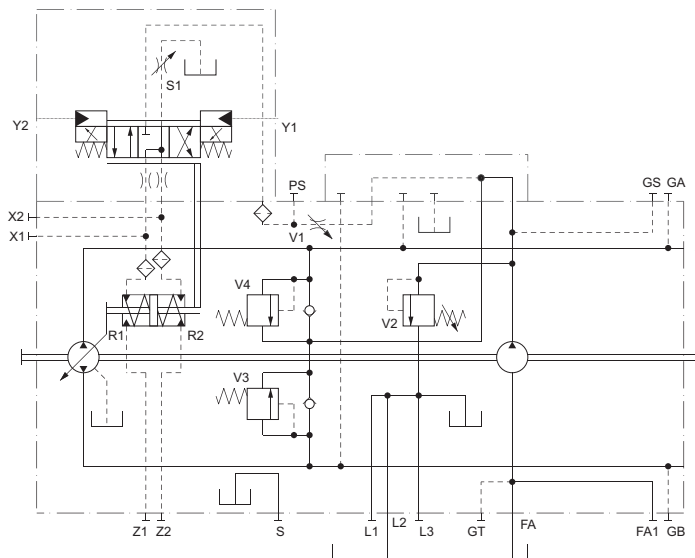 S1
Y2
Y1
PS
GS GA
X2
X1
V1
V4
V2
R1 R2
V3
Z1 Z2 S L1 L2 L3 GT FA FA1 GB